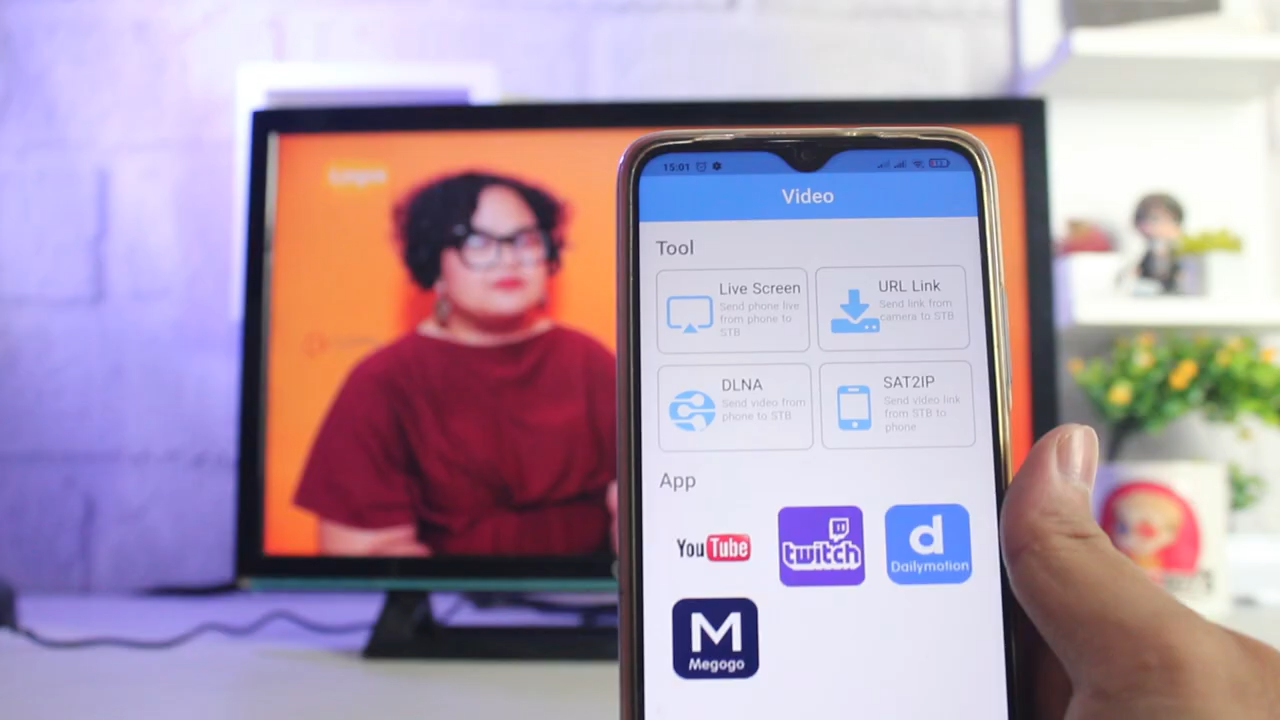 15:01
Video
Tool
Live Screen
Send phone live
from phone to
STB
URL Link
Send link from
camera to STB
DLNA
Send video from
phone to STB
SAT2IP
Send video link
from STB to
phone
App
YouTube
twitch
d
Dailymotion
M
Megogo